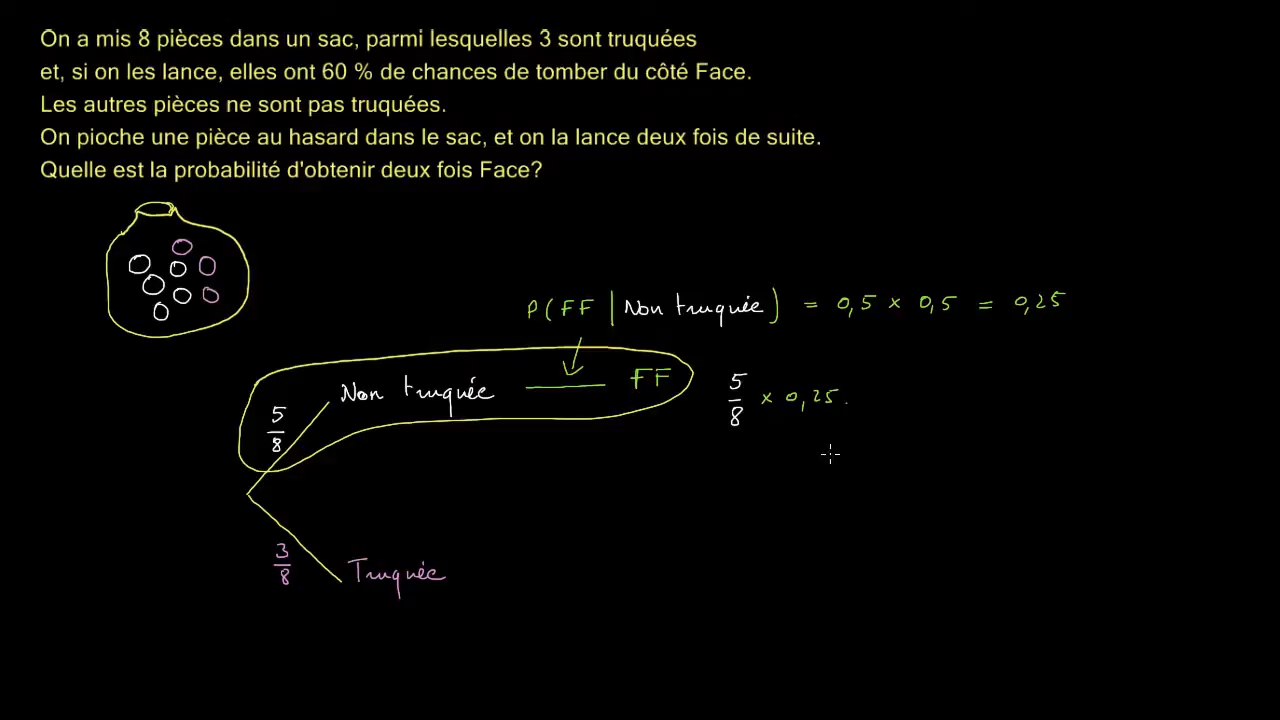 On a mis 8 pièces dans un sac, parmi lesquelles 3 sont truquées
et, si on les lance, elles ont 60 % de chances de tomber du côté Face.
Les autres pièces ne sont pas truquées.
On pioche une pièce au hasard dans le sac, et on la lance deux fois de suite.
Quelle est la probabilité d'obtenir deux fois Face?
P(FF | Non truquée) = 0,5 × 0,5 = 0,25
5/8 Non truquée FF 5/8 × 0,25.
3/8 Truquée